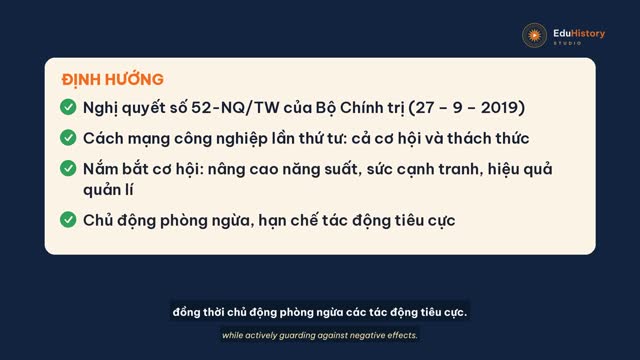 EduHistory
STUDIO
ĐỊNH HƯỚNG
Nghị quyết số 52-NQ/TW của Bộ Chính trị (27 – 9 – 2019)
Cách mạng công nghiệp lần thứ tư: cả cơ hội và thách thức
Nắm bắt cơ hội: nâng cao năng suất, sức cạnh tranh, hiệu quả
quản lí
Chủ động phòng ngừa, hạn chế tác động tiêu cực
đồng thời chủ động phòng ngừa các tác động tiêu cực.
while actively guarding against negative effects.